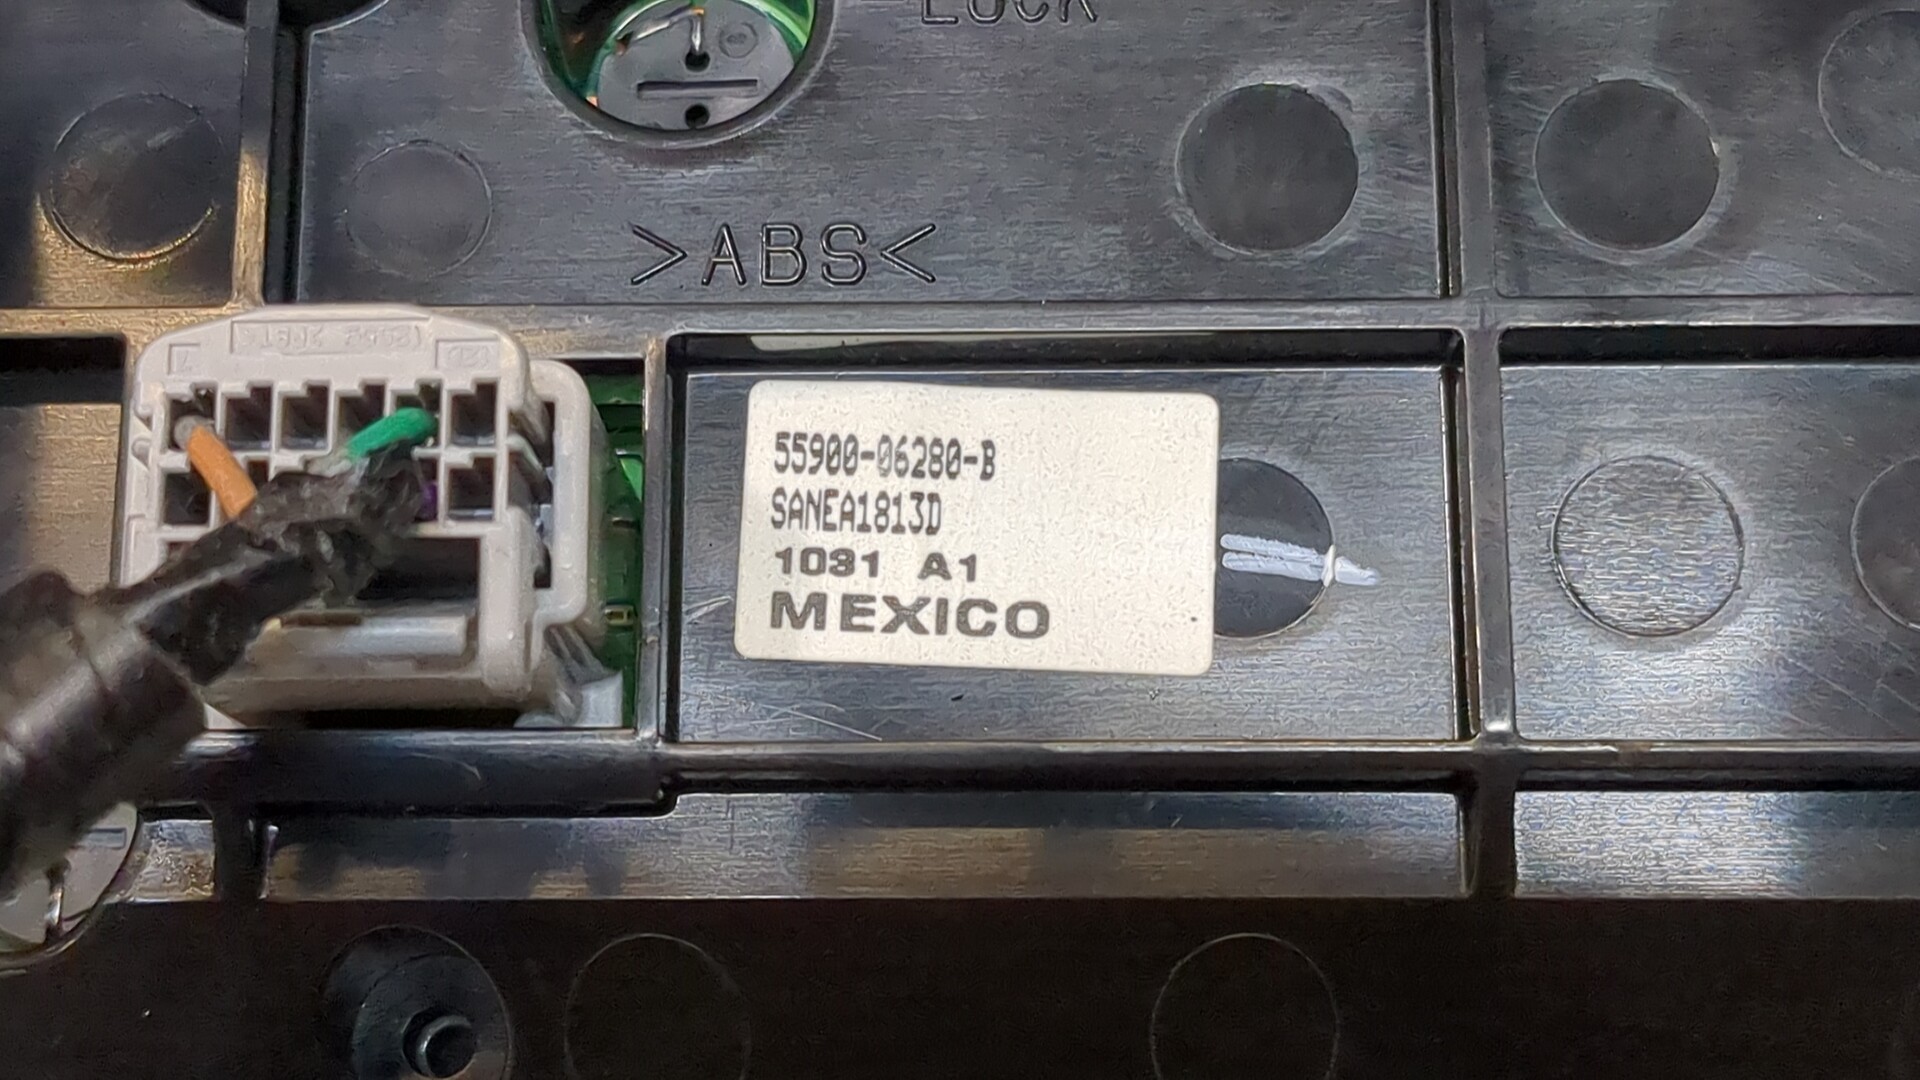 LOCK
>ABS<
55900-06280-B
SANEA1813D
1031 A1
MEXICO